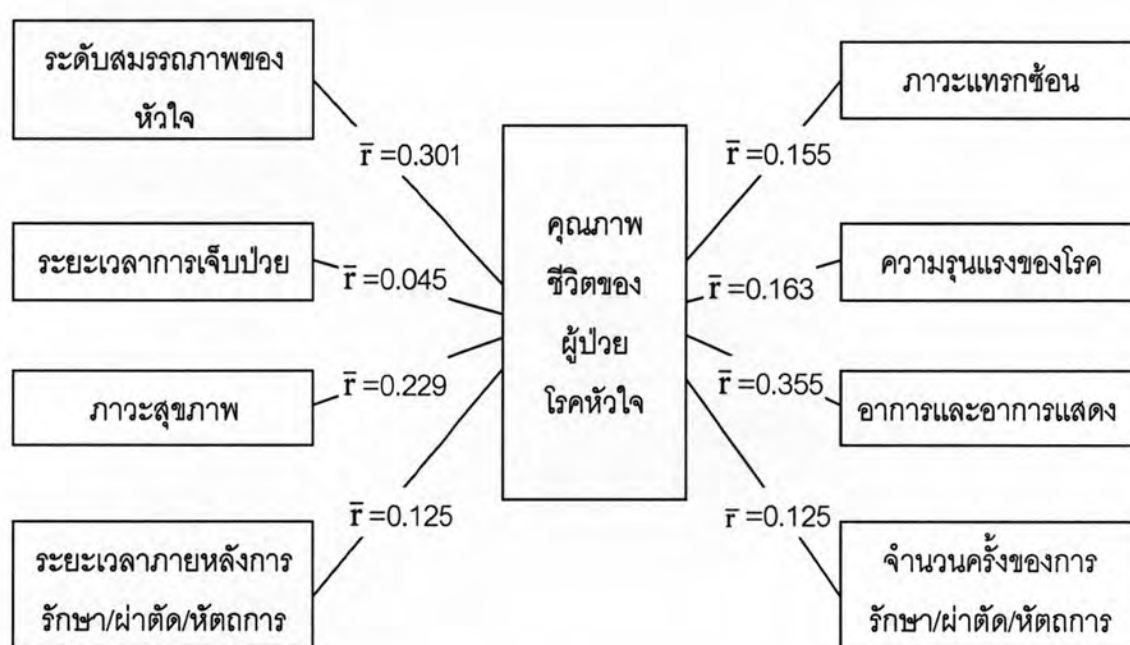 ระดับสมรรถภาพของ
หัวใจ
r̄ =0.301
ระยะเวลาการเจ็บป่วย
r̄ =0.045
ภาวะสุขภาพ
r̄ =0.229
ระยะเวลาภายหลังการ
รักษา/ผ่าตัด/หัตถการ
r̄ =0.125
คุณภาพ
ชีวิตของ
ผู้ป่วย
โรคหัวใจ
ภาวะแทรกซ้อน
r̄ =0.155
ความรุนแรงของโรค
r̄ =0.163
อาการและอาการแสดง
r̄ =0.355
จำนวนครั้งของการ
รักษา/ผ่าตัด/หัตถการ
r̄ =0.125